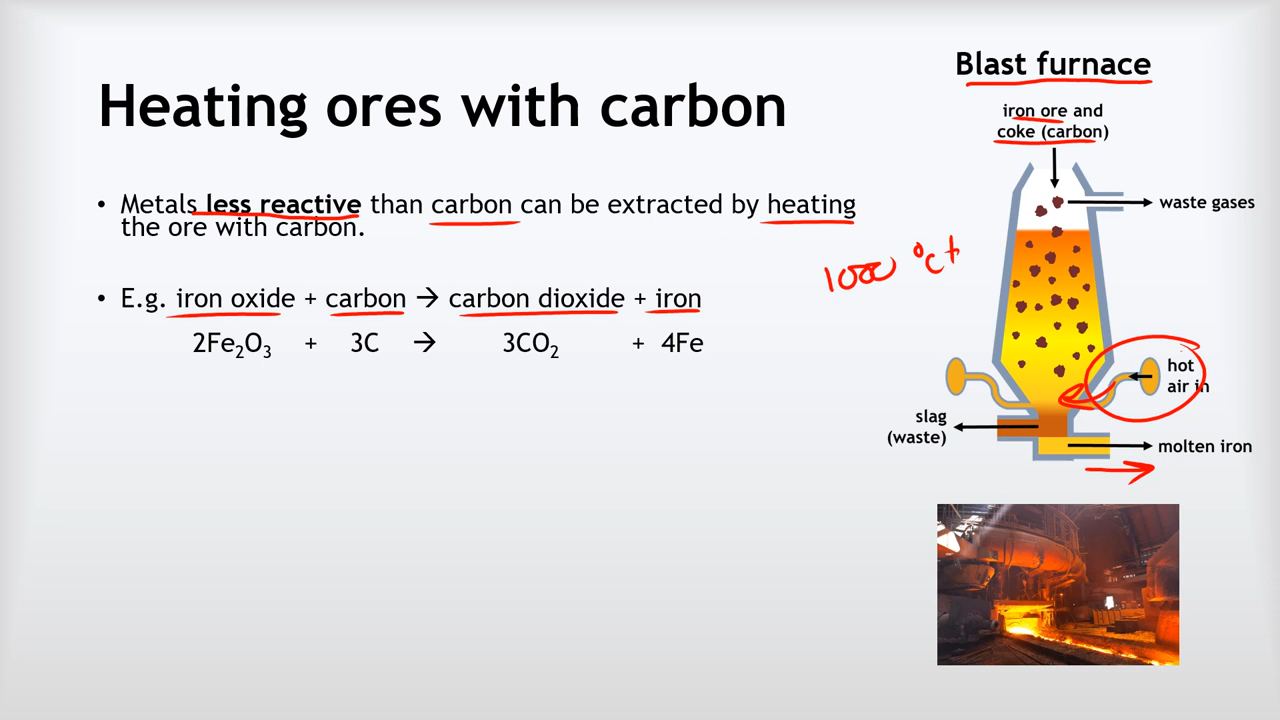 Heating ores with carbon
• Metals less reactive than carbon can be extracted by heating
the ore with carbon.
• E.g. iron oxide + carbon → carbon dioxide + iron
2Fe₂O₃ + 3C → 3CO₂ + 4Fe
Blast furnace
iron ore and
coke (carbon)
waste gases
1000 °C +
hot
air in
slag
(waste)
molten iron